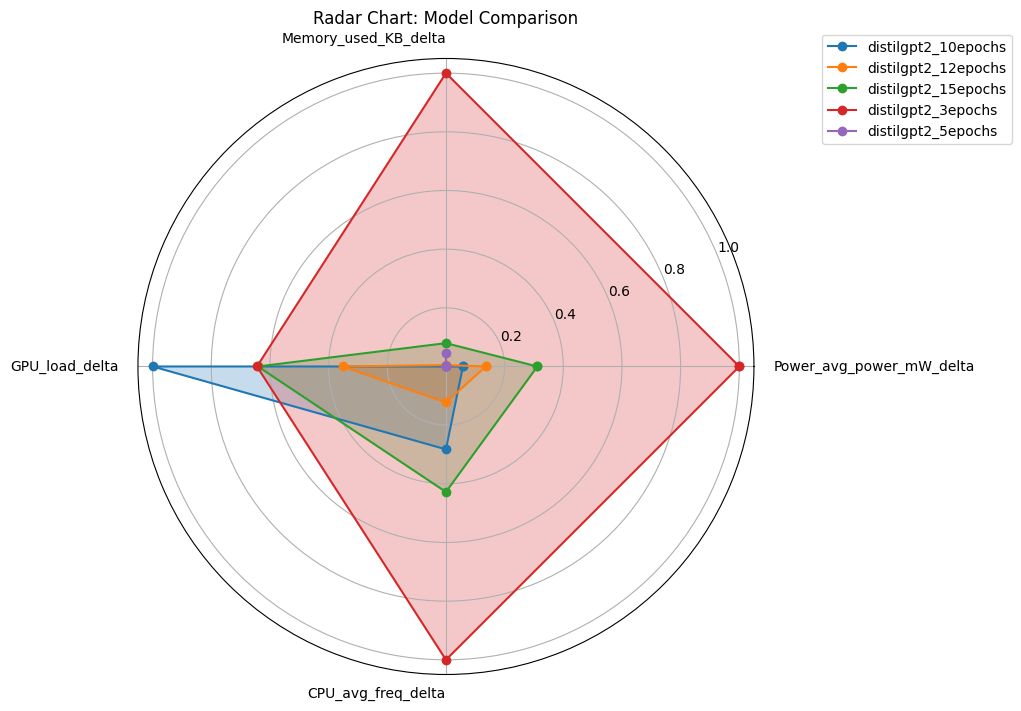 Radar Chart: Model Comparison
Memory_used_KB_delta
distilgpt2_10epochs
distilgpt2_12epochs
distilgpt2_15epochs
distilgpt2_3epochs
distilgpt2_5epochs
1.0
0.8
0.6
0.4
0.2
GPU_load_delta
Power_avg_power_mW_delta
CPU_avg_freq_delta